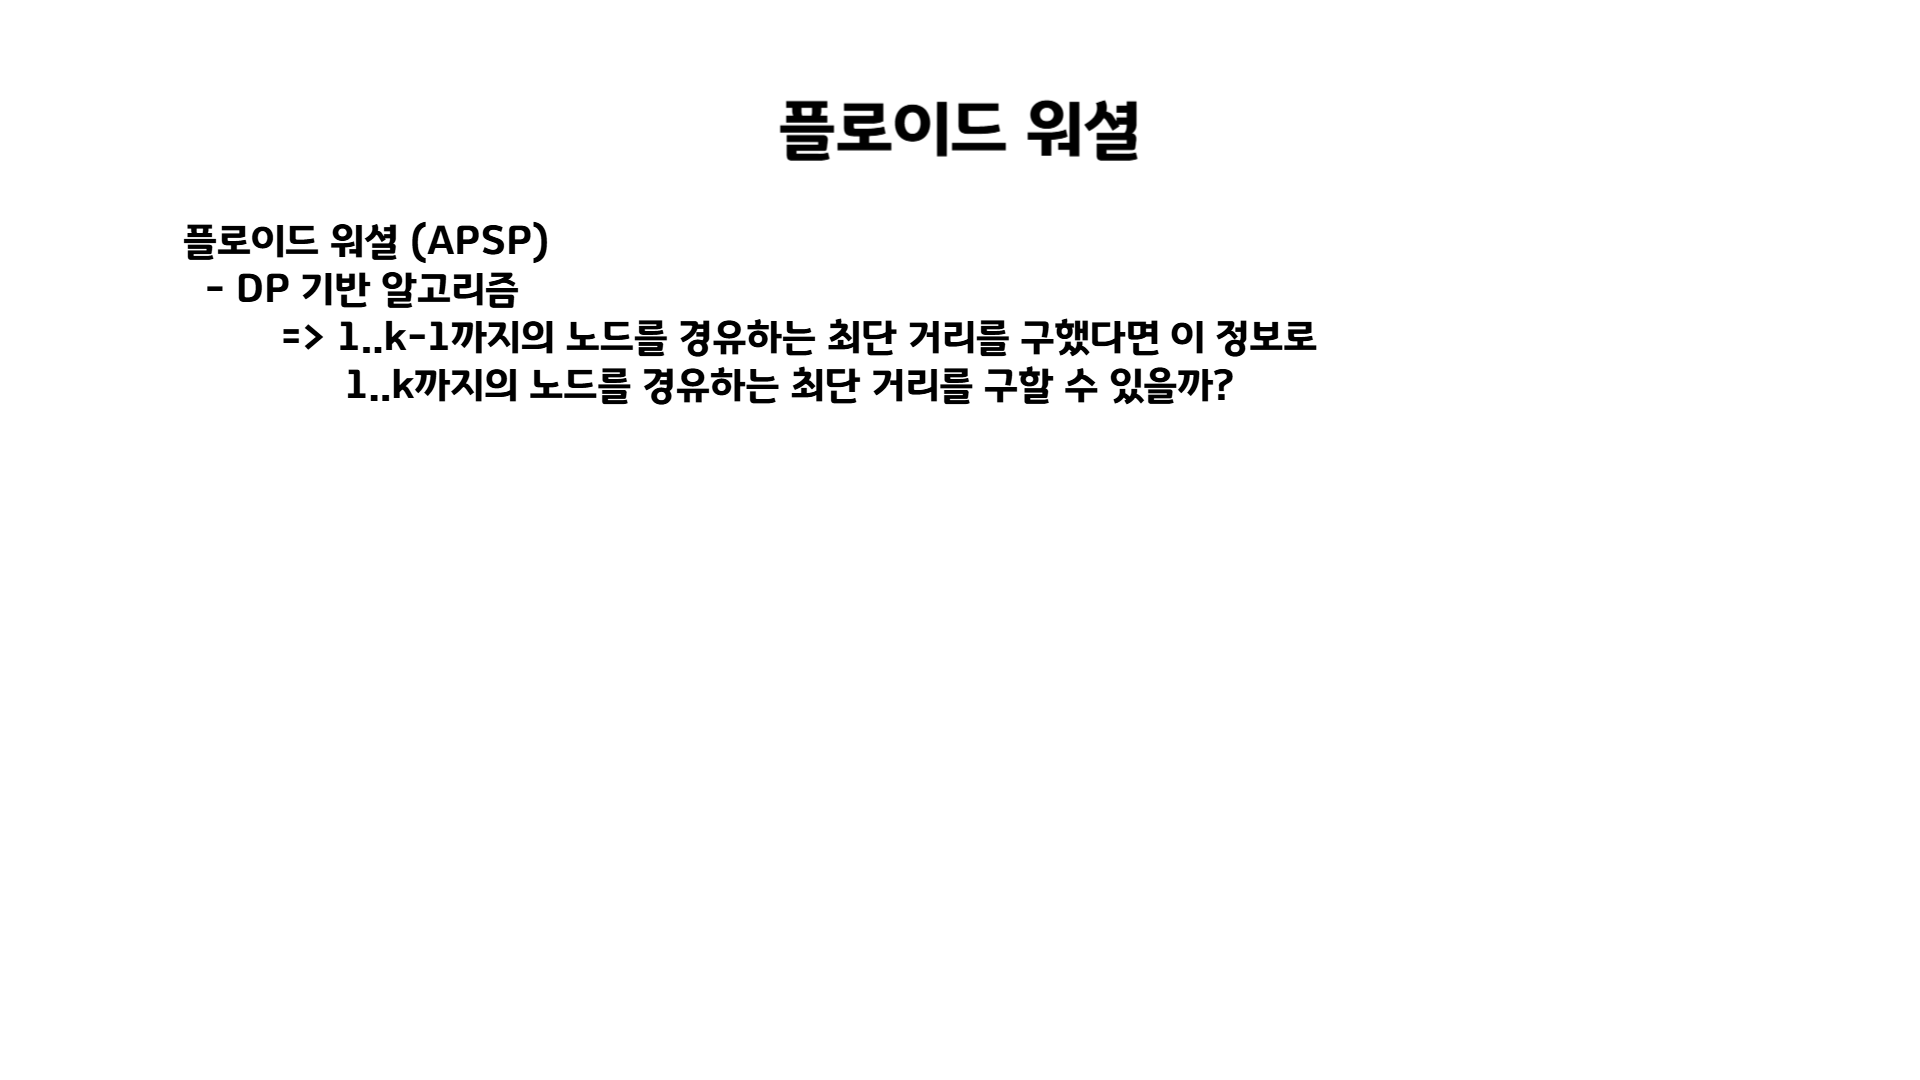 플로이드 워셜
플로이드 워셜 (APSP)
- DP 기반 알고리즘
=> 1..k-1까지의 노드를 경유하는 최단 거리를 구했다면 이 정보로
1..k까지의 노드를 경유하는 최단 거리를 구할 수 있을까?